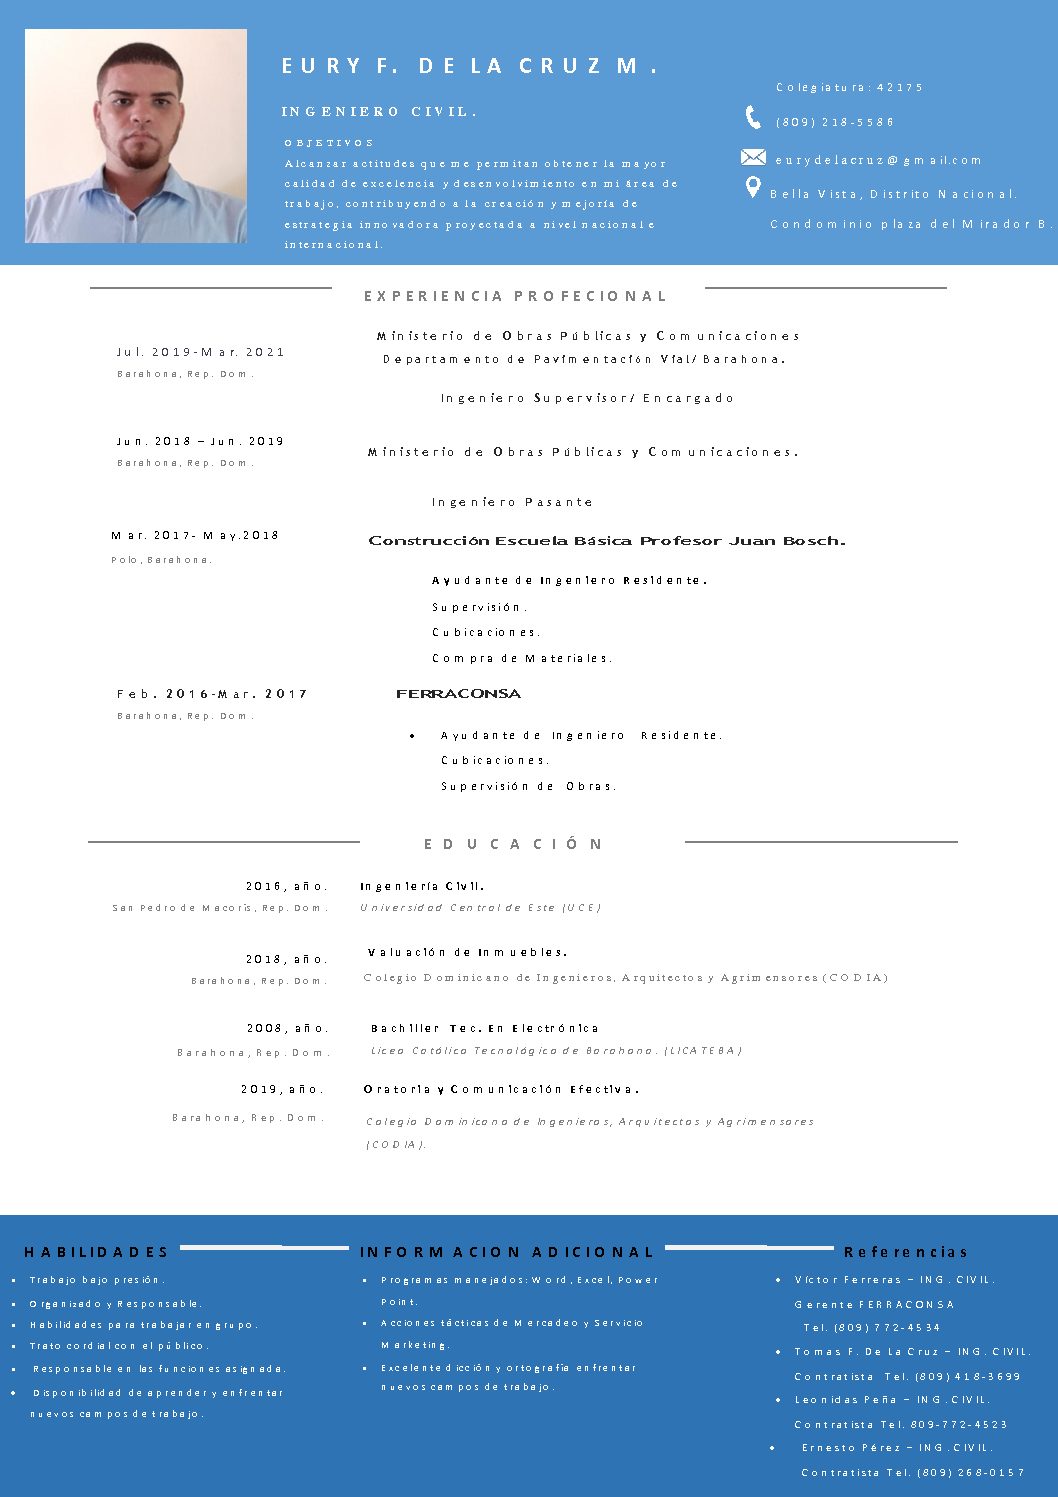 EURY F. DE LA CRUZ M.
INGENIERO CIVIL.
OBJETIVOS
Alcanzar actitudes que me permitan obtener la mayor
calidad de excelencia y desenvolvimiento en mi área de
trabajo, contribuyendo a la creación y mejoría de
estrategia innovadora proyectada a nivel nacional e
internacional.
Colegiatura: 42175
(809) 218-5586
eurydelacruz@gmail.com
Bella Vista, Distrito Nacional.
Condominio plaza del Mirador B.
EXPERIENCIA PROFECIONAL
Jul. 2019-Mar. 2021
Barahona, Rep. Dom.
Ministerio de Obras Públicas y Comunicaciones
Departamento de Pavimentación Vial/ Barahona.
Ingeniero Supervisor/ Encargado
Jun. 2018 – Jun. 2019
Barahona, Rep. Dom.
Ministerio de Obras Públicas y Comunicaciones.
Ingeniero Pasante
Mar. 2017- May.2018
Polo, Barahona.
Construcción Escuela Básica Profesor Juan Bosch.
Ayudante de Ingeniero Residente.
Supervisión.
Cubicaciones.
Compra de Materiales.
Feb. 2016-Mar. 2017
Barahona, Rep. Dom.
FERRACONSA
• Ayudante de Ingeniero Residente.
Cubicaciones.
Supervisión de Obras.
EDUCACIÓN
2016, año.
San Pedro de Macorís, Rep. Dom.
Ingeniería Civil.
Universidad Central de Este (UCE)
2018, año.
Barahona, Rep. Dom.
Valuación de Inmuebles.
Colegio Dominicano de Ingenieros, Arquitectos y Agrimensores (CODIA)
2008, año.
Barahona, Rep. Dom.
Bachiller Tec. En Electrónica
Liceo Católico Tecnológico de Barahona. (LICATEBA)
2019, año.
Barahona, Rep. Dom.
Oratoria y Comunicación Efectiva.
Colegio Dominicano de Ingenieros, Arquitectos y Agrimensores
(CODIA).
HABILIDADES
• Trabajo bajo presión.
• Organizado y Responsable.
• Habilidades para trabajar en grupo.
• Trato cordial con el público.
• Responsable en las funciones asignada.
• Disponibilidad de aprender y enfrentar
nuevos campos de trabajo.
INFORMACION ADICIONAL
• Programas manejados: Word, Excel, Power
Point.
• Acciones tácticas de Mercadeo y Servicio
Marketing.
• Excelente dicción y ortografía enfrentar
nuevos campos de trabajo.
Referencias
• Víctor Ferreras – ING. CIVIL.
Gerente FERRACONSA
Tel. (809) 772-4534
• Tomas F. De La Cruz – ING. CIVIL.
Contratista Tel. (809) 418-3699
• Leonidas Peña – ING.CIVIL.
Contratista Tel. 809-772-4523
• Ernesto Pérez – ING.CIVIL.
Contratista Tel. (809) 268-0157